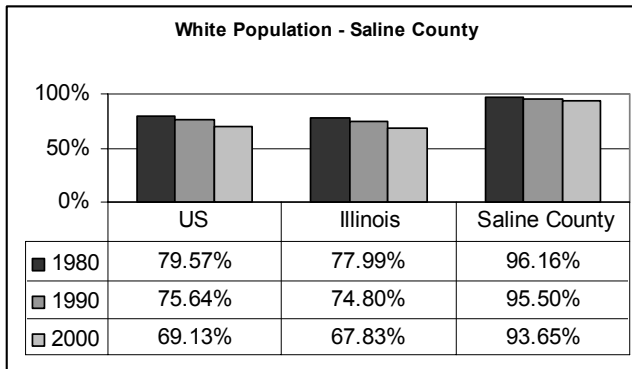 White Population - Saline County
100%
50%
0%
US Illinois Saline County
1980 79.57% 77.99% 96.16%
1990 75.64% 74.80% 95.50%
2000 69.13% 67.83% 93.65%